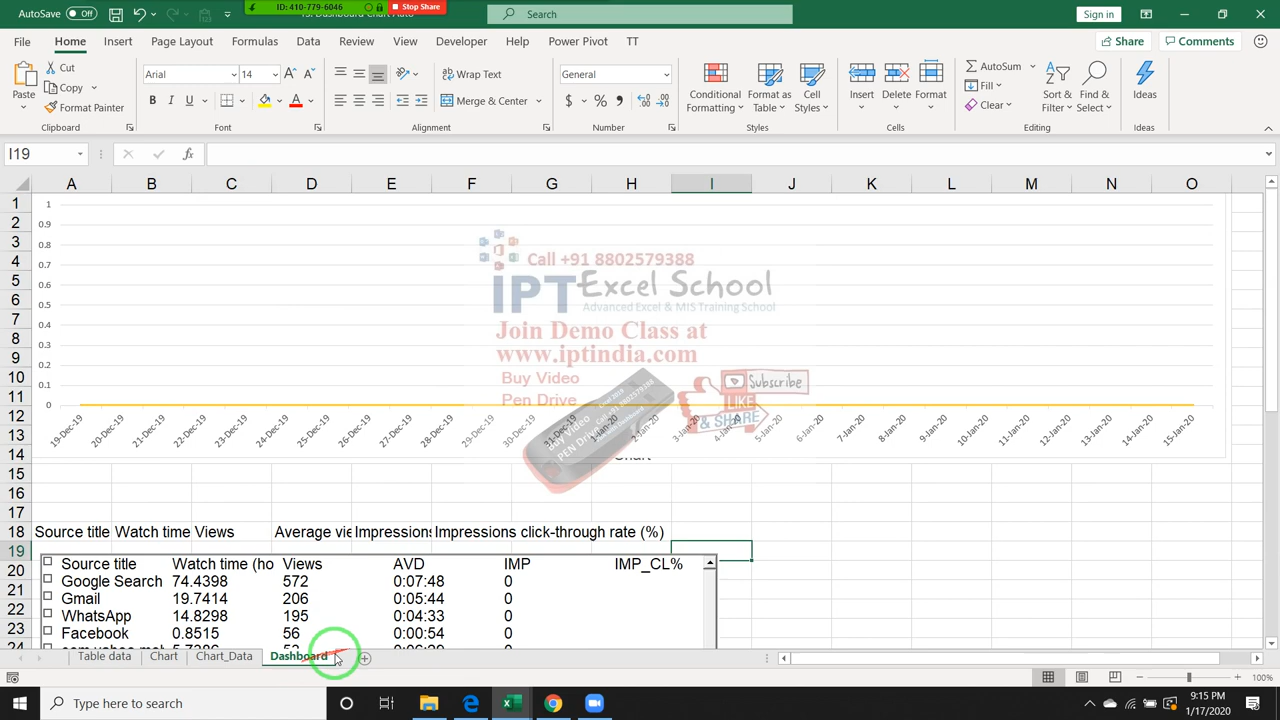 AutoSave Off
ID: 410-779-6046
Stop Share
Search
Sign in
File Home Insert Page Layout Formulas Data Review View Developer Help Power Pivot TT
Share Comments
Paste
Cut
Copy
Format Painter
Clipboard
Arial 14
B I U
Font
Wrap Text
Merge & Center
Alignment
General
$ % ,
Number
Conditional Formatting
Format as Table
Cell Styles
Styles
Insert Delete Format
Cells
AutoSum
Fill
Clear
Sort & Filter
Find & Select
Editing
Ideas
Ideas
I19 fx
A B C D E F G H I J K L M N O
1
2
3
4
5
6
7
8
9
10
11
12
13
14
15
16
17
18
19
20
21
22
23
24
1
0.9
0.8
0.7
0.6
0.5
0.4
0.3
0.2
0.1
0
19-Dec-19 20-Dec-19 21-Dec-19 22-Dec-19 23-Dec-19 24-Dec-19 25-Dec-19 26-Dec-19 27-Dec-19 28-Dec-19 29-Dec-19 30-Dec-19 31-Dec-19 1-Jan-20 2-Jan-20 3-Jan-20 4-Jan-20 5-Jan-20 6-Jan-20 7-Jan-20 8-Jan-20 9-Jan-20 10-Jan-20 11-Jan-20 12-Jan-20 13-Jan-20 14-Jan-20 15-Jan-20
Call +91 8802579388
IPT Excel School
Advanced Excel & MIS Training School
Join Demo Class at
www.iptindia.com
Buy Video
Pen Drive
Subscribe
LIKE
& SHARE
Buy Video
PEN Drive
Source title Watch time Views Average vie Impressions Impressions click-through rate (%)
Source title Watch time (ho Views AVD IMP IMP_CL%
Google Search 74.4398 572 0:07:48 0
Gmail 19.7414 206 0:05:44 0
WhatsApp 14.8298 195 0:04:33 0
Facebook 0.8515 56 0:00:54 0
Table data Chart Chart_Data Dashboard
100%
Type here to search
9:15 PM
1/17/2020